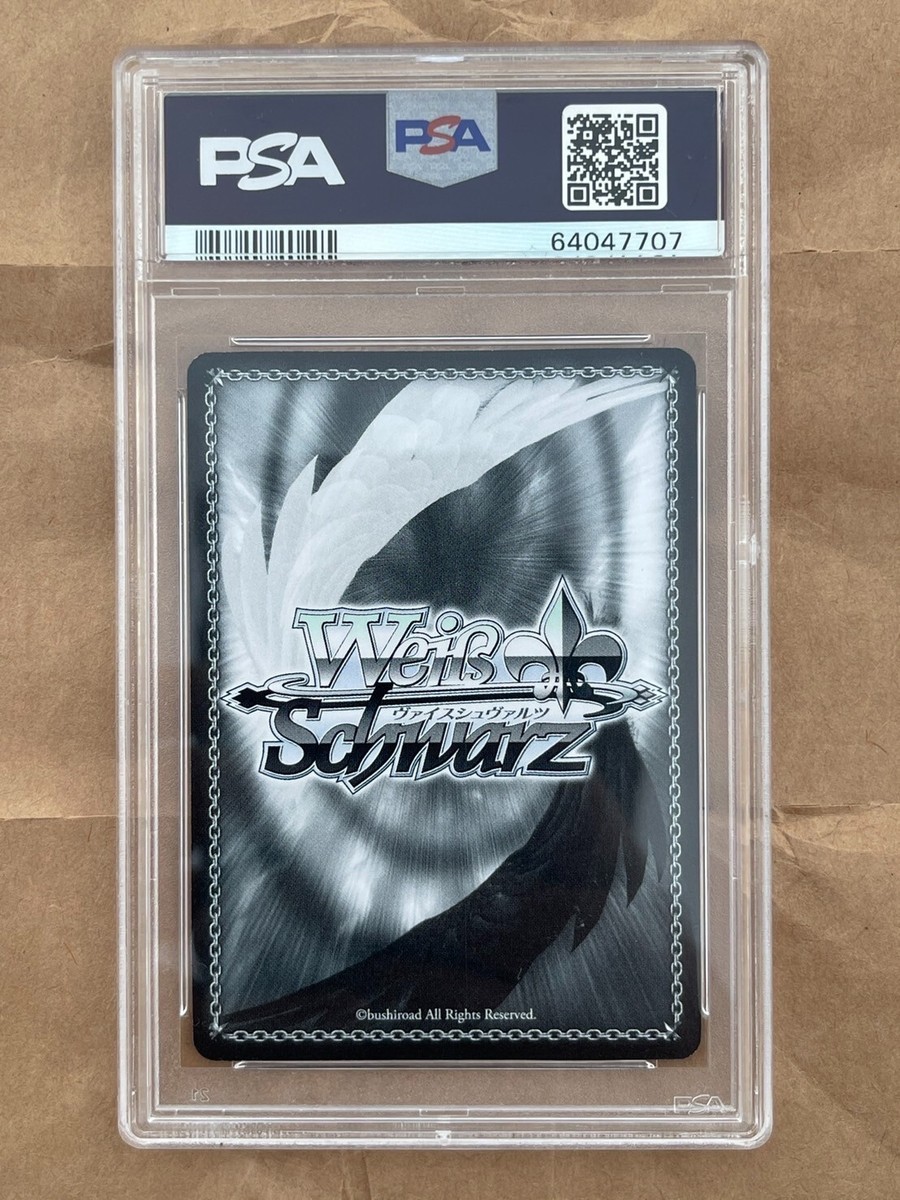 PSA
PSA
64047707
Weiß
ヴァイスシュヴァルツ
Schwarz
©bushiroad All Rights Reserved.
PSA